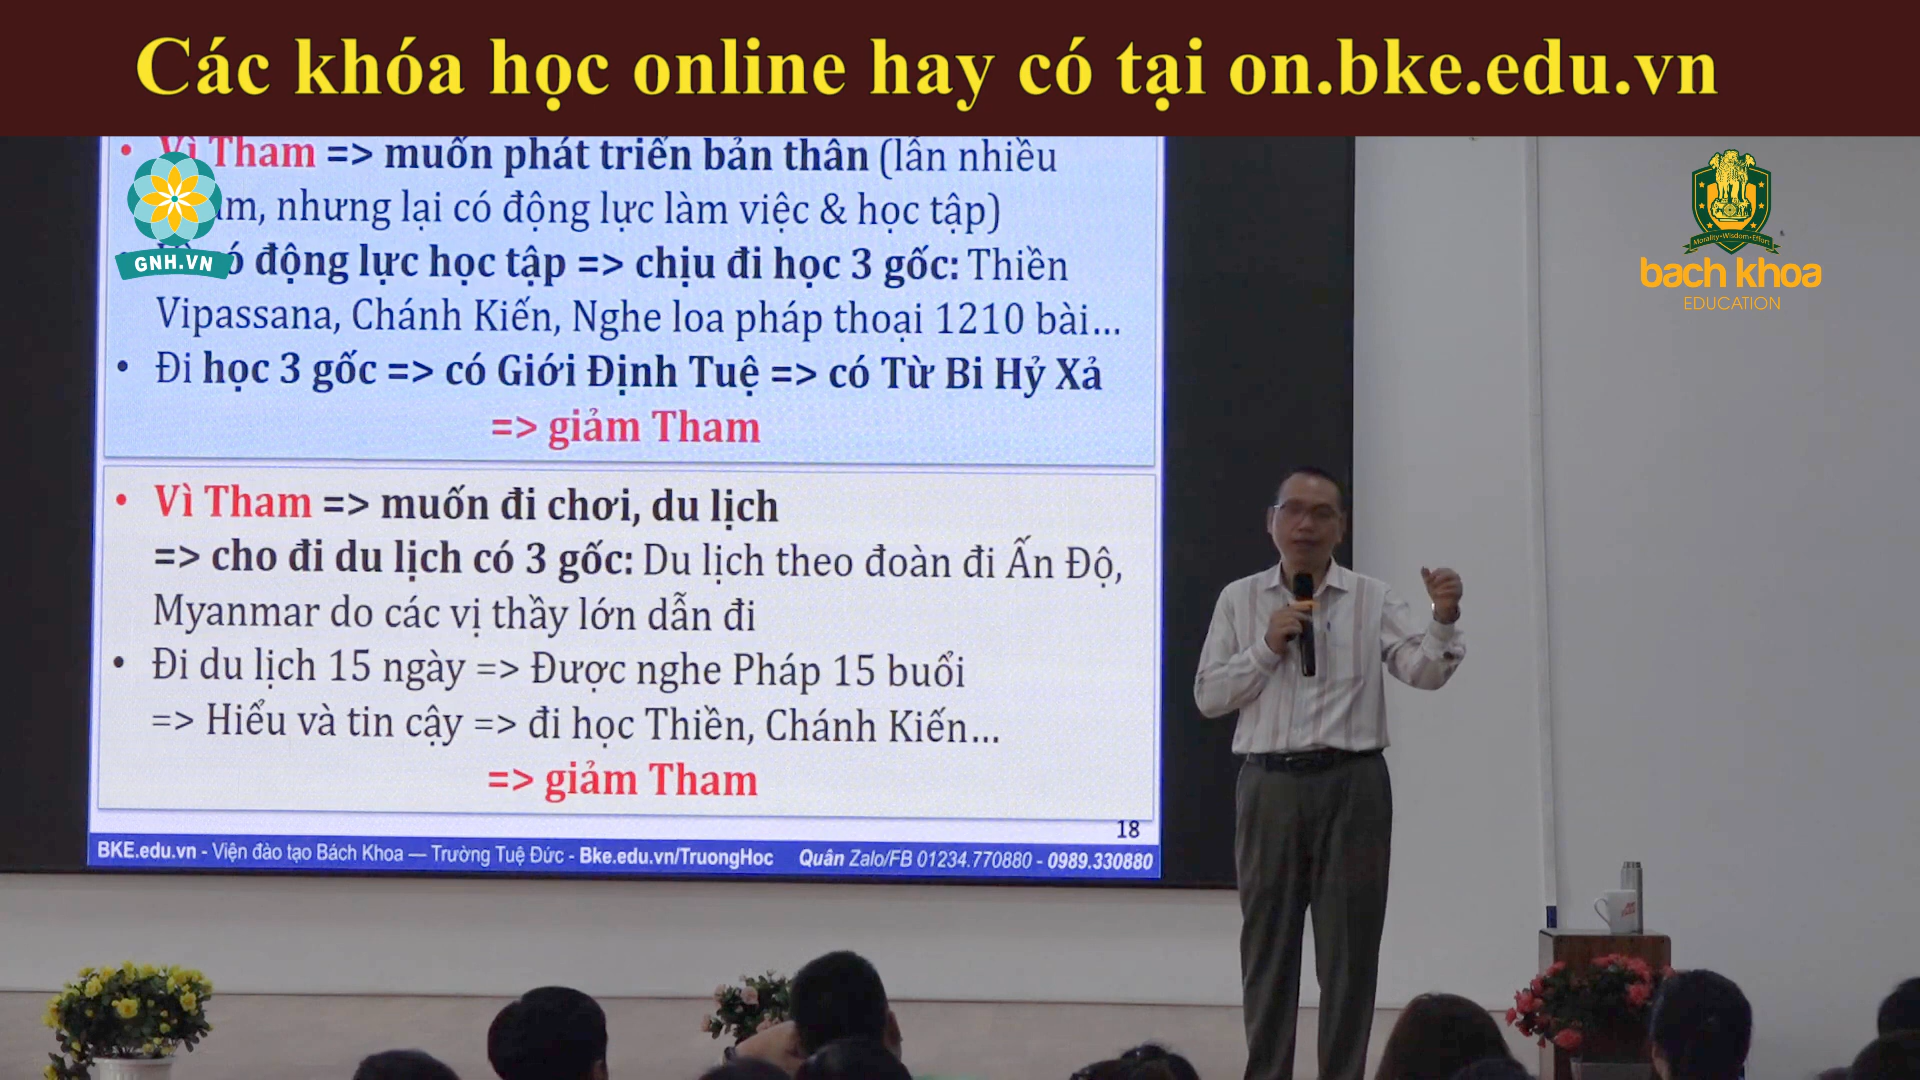 Các khóa học online hay có tại on.bke.edu.vn
• Vì Tham => muốn phát triển bản thân (lẫn nhiều
nhưng lại có động lực làm việc & học tập)
động lực học tập => chịu đi học 3 gốc: Thiền
Vipassana, Chánh Kiến, Nghe loa pháp thoại 1210 bài...
• Đi học 3 gốc => có Giới Định Tuệ => có Từ Bi Hỷ Xả
=> giảm Tham
• Vì Tham => muốn đi chơi, du lịch
=> cho đi du lịch có 3 gốc: Du lịch theo đoàn đi Ấn Độ,
Myanmar do các vị thầy lớn dẫn đi
• Đi du lịch 15 ngày => Được nghe Pháp 15 buổi
=> Hiểu và tin cậy => đi học Thiền, Chánh Kiến...
=> giảm Tham
18
BKE.edu.vn - Viện đào tạo Bách Khoa — Trường Tuệ Đức - Bke.edu.vn/TruongHoc Quân Zalo/FB 01234.770880 - 0989.330880
GNH.VN
Morality•Wisdom•Effort
bach khoa
EDUCATION